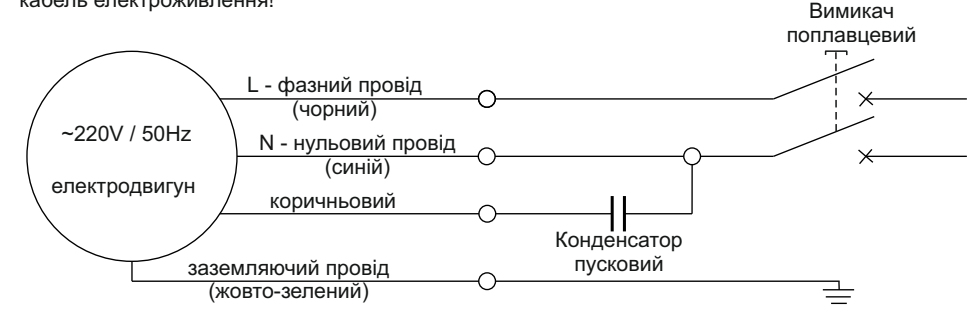 кабель електроживлення!
Вимикач
поплавцевий
L - фазний провід
(чорний)
~220V / 50Hz
N - нульовий провід
(синій)
електродвигун
коричньовий
Конденсатор
пусковий
заземляючий провід
(жовто-зелений)